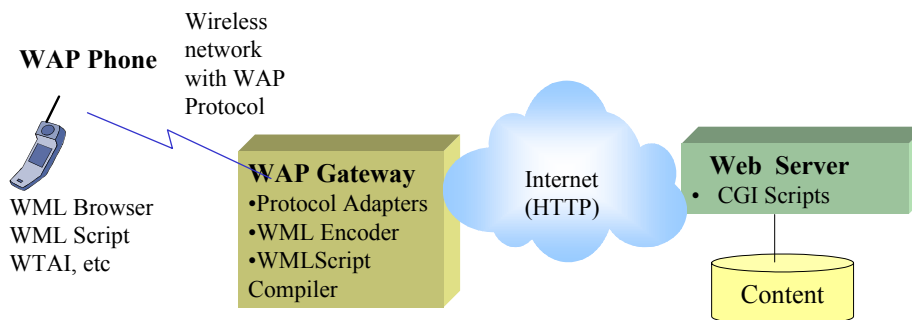 WAP Phone
Wireless
network
with WAP
Protocol
WML Browser
WML Script
WTAI, etc
WAP Gateway
•Protocol Adapters
•WML Encoder
•WMLScript
Compiler
Internet
(HTTP)
Web Server
• CGI Scripts
Content